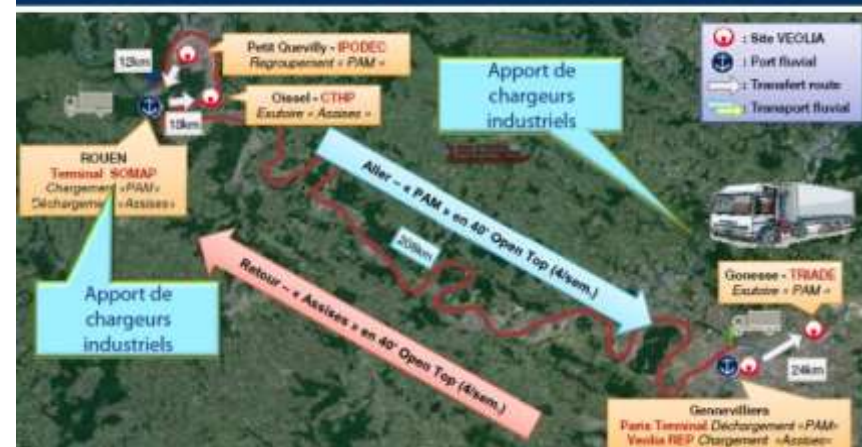 Petit Quevilly - IPODEC
Regroupement « PAM »
12km
Oissel - CTHP
Exutoire « Assises »
10km
ROUEN
Terminal SOMAP
Chargement «PAM»
Déchargement «Assises»
Apport de
chargeurs
industriels
Apport de
chargeurs
industriels
: Site VEOLIA
: Port fluvial
: Transfert route
: Transport fluvial
Aller – « PAM » en 40' Open Top (4/sem.)
209km
Retour – « Assises » en 40' Open Top (4/sem.)
Gonesse - TRIADE
Exutoire « PAM »
24km
Gennevilliers
Paris Terminal Déchargement «PAM»
Veolia REP Chargement «Assises»